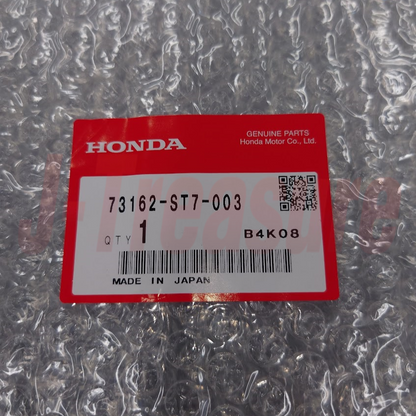 HONDA
GENUINE PARTS
Honda Motor Co., Ltd.
73162-ST7-003
QTY 1 B4K08
MADE IN JAPAN